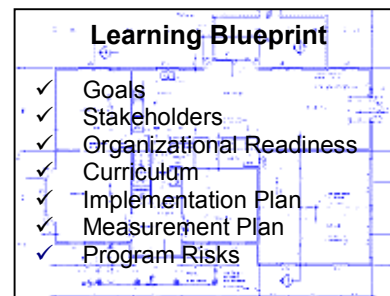 Learning Blueprint
✓ Goals
✓ Stakeholders
✓ Organizational Readiness
✓ Curriculum
✓ Implementation Plan
✓ Measurement Plan
✓ Program Risks